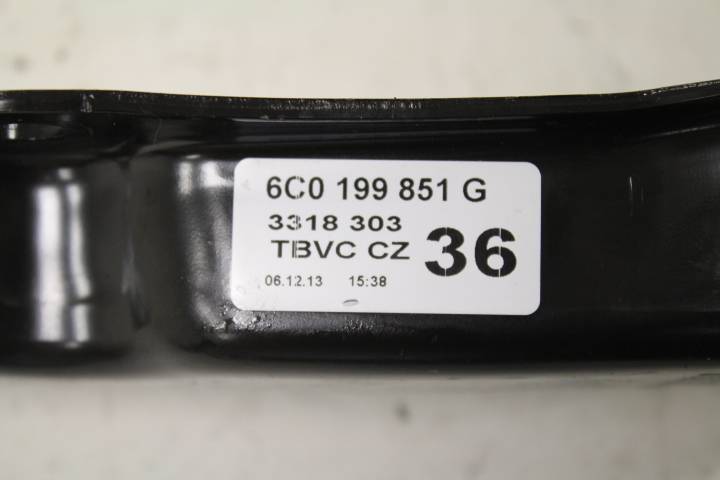 6C0 199 851 G
3318 303
TBVC CZ 36
06.12.13 15:38